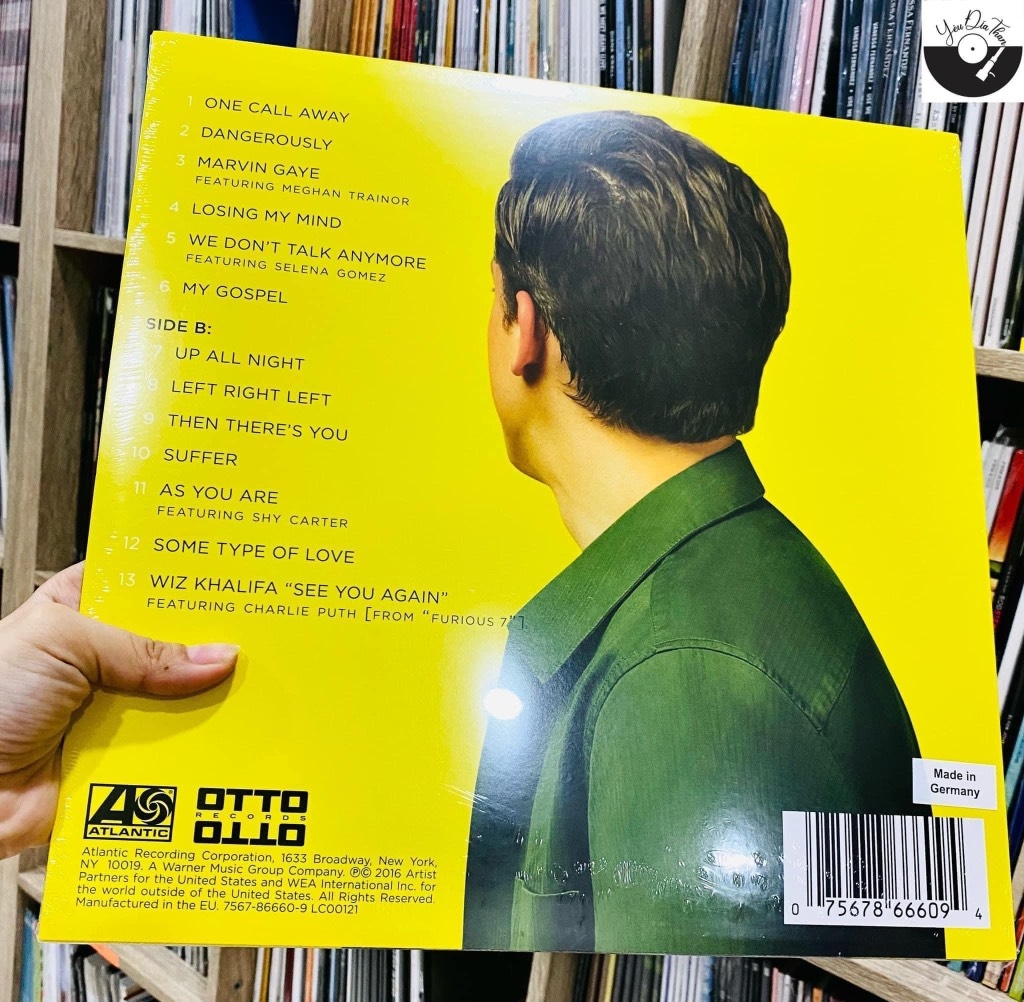 Yêu Đĩa Than
1 ONE CALL AWAY
2 DANGEROUSLY
3 MARVIN GAYE
FEATURING MEGHAN TRAINOR
4 LOSING MY MIND
5 WE DON'T TALK ANYMORE
FEATURING SELENA GOMEZ
6 MY GOSPEL
SIDE B:
7 UP ALL NIGHT
8 LEFT RIGHT LEFT
9 THEN THERE'S YOU
10 SUFFER
11 AS YOU ARE
FEATURING SHY CARTER
12 SOME TYPE OF LOVE
13 WIZ KHALIFA “SEE YOU AGAIN”
FEATURING CHARLIE PUTH [FROM “FURIOUS 7”]
ATLANTIC
OTTO
RECORDS
OTTO
Atlantic Recording Corporation, 1633 Broadway, New York,
NY 10019. A Warner Music Group Company. ℗© 2016 Artist
Partners for the United States and WEA International Inc. for
the world outside of the United States. All Rights Reserved.
Manufactured in the EU. 7567-86660-9 LC00121
Made in
Germany
0 75678 66609 4